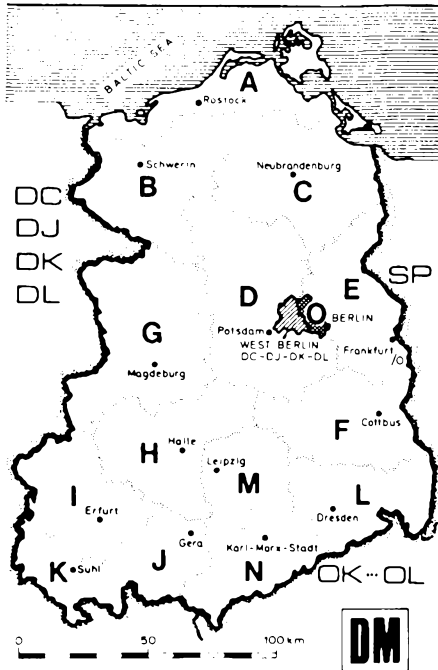 BALTIC SEA
A
Rostock
Schwerin
B
Neubrandenburg
C
DC
DJ
DK
DL
SP
D
E
O
BERLIN
Potsdam
WEST BERLIN
DC-DJ-DK-DL
Frankfurt
/O
G
Magdeburg
F
Cottbus
H
Halle
Leipzig
M
I
Erfurt
L
Dresden
K
Suhl
J
Gera
Karl-Marx-Stadt
N
OK···OL
0 50 100 km
DM